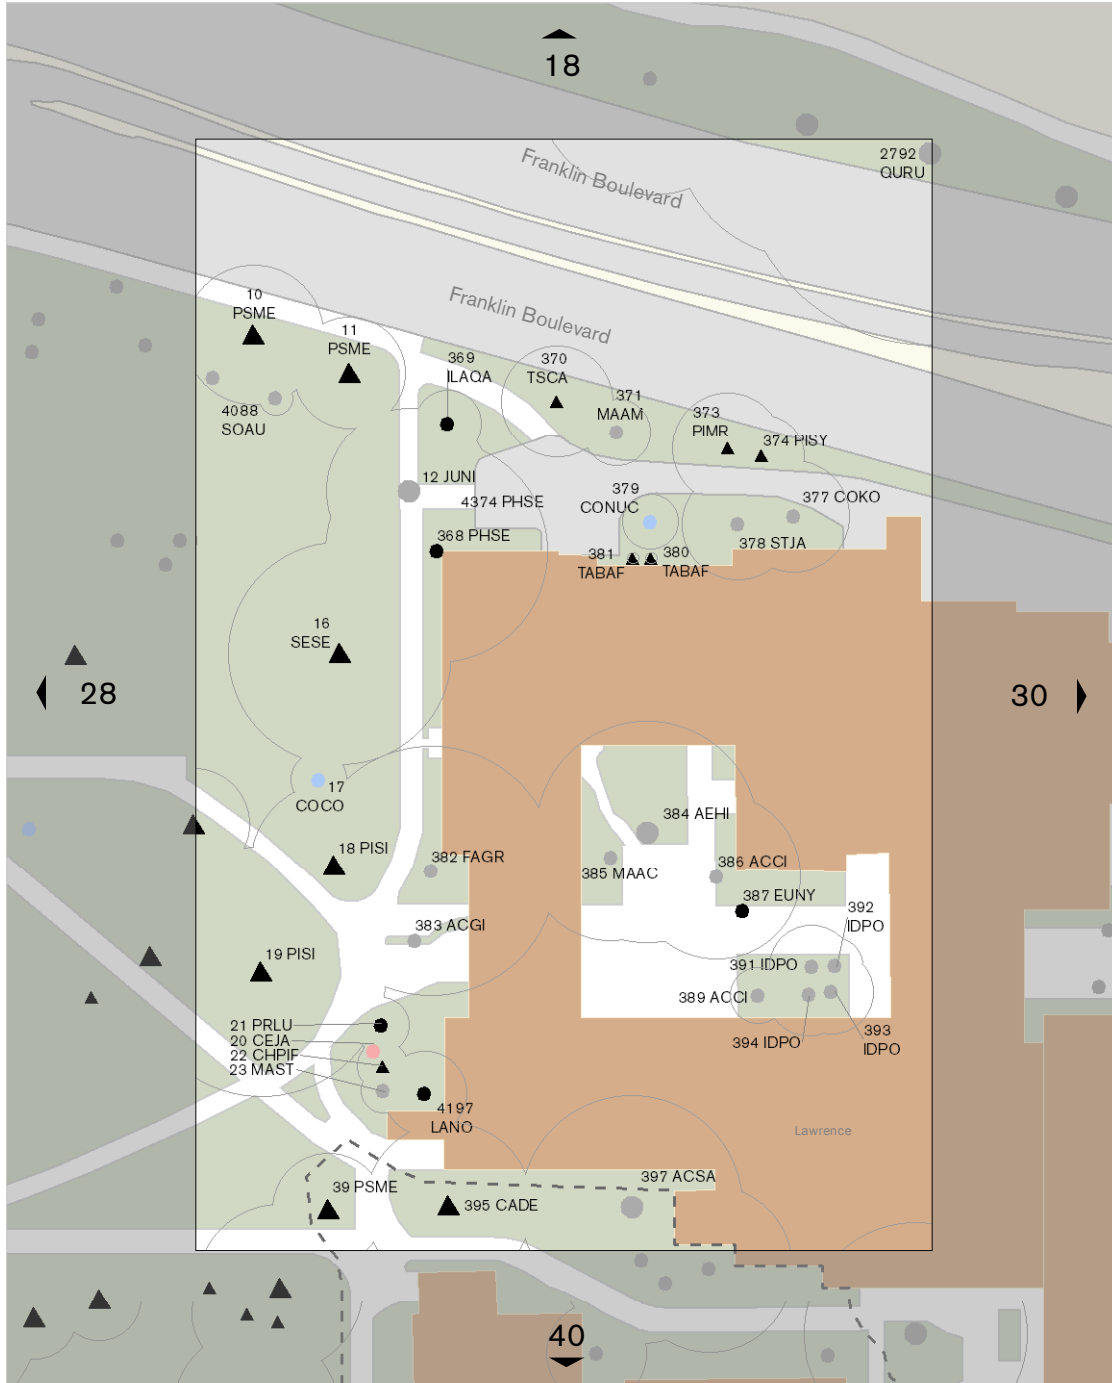 18
Franklin Boulevard
2792
QURU
10
PSME
11
PSME
Franklin Boulevard
369
ILAQA
370
TSCA
371
MAAM
373
PIMR
374 PISY
4088
SOAU
12 JUNI
4374 PHSE
379
CONUC
377 COKO
378 STJA
368 PHSE
381
TABAF
380
TABAF
16
SESE
28
30
17
COCO
384 AEHI
18 PISI
382 FAGR
385 MAAC
386 ACCI
387 EUNY
392
IDPO
383 ACGI
19 PISI
391 IDPO
389 ACCI
394 IDPO
393
IDPO
21 PRLU
20 CEJA
22 CHPIF
23 MAST
4197
LANO
Lawrence
397 ACSA
39 PSME
395 CADE
40